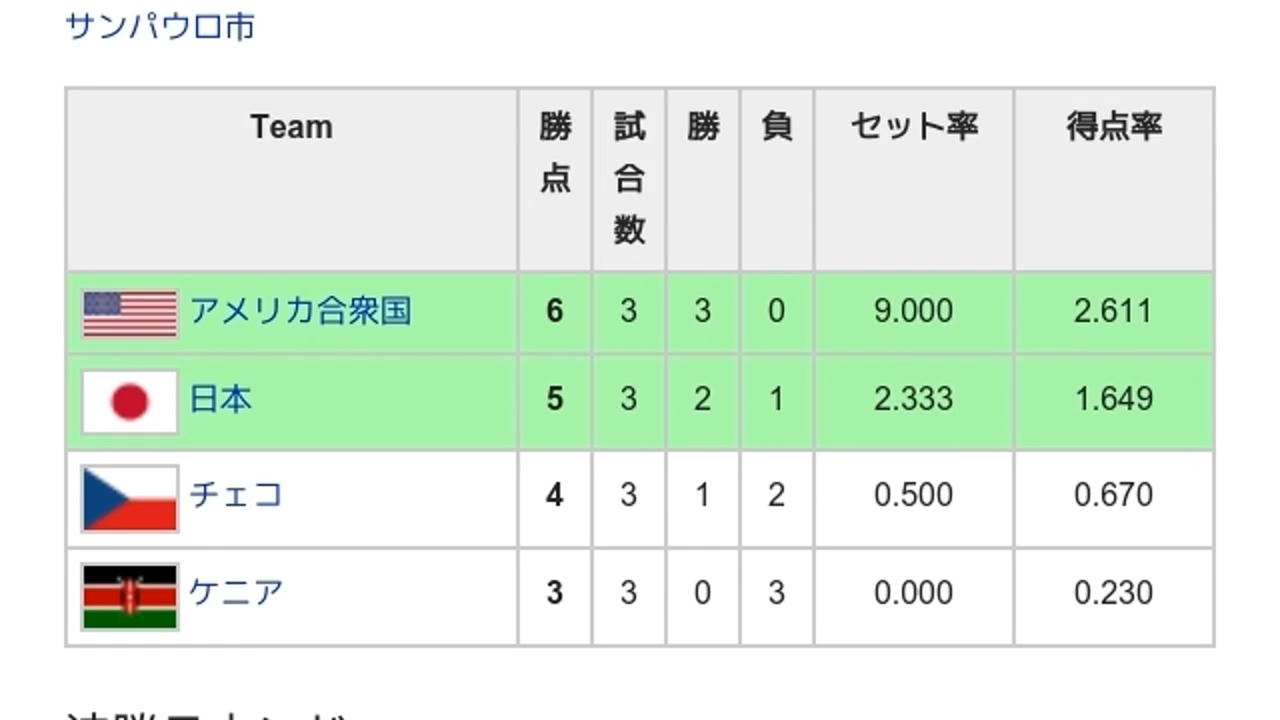 サンパウロ市
Team 勝点 試合数 勝 負 セット率 得点率
アメリカ合衆国 6 3 3 0 9.000 2.611
日本 5 3 2 1 2.333 1.649
チェコ 4 3 1 2 0.500 0.670
ケニア 3 3 0 3 0.000 0.230